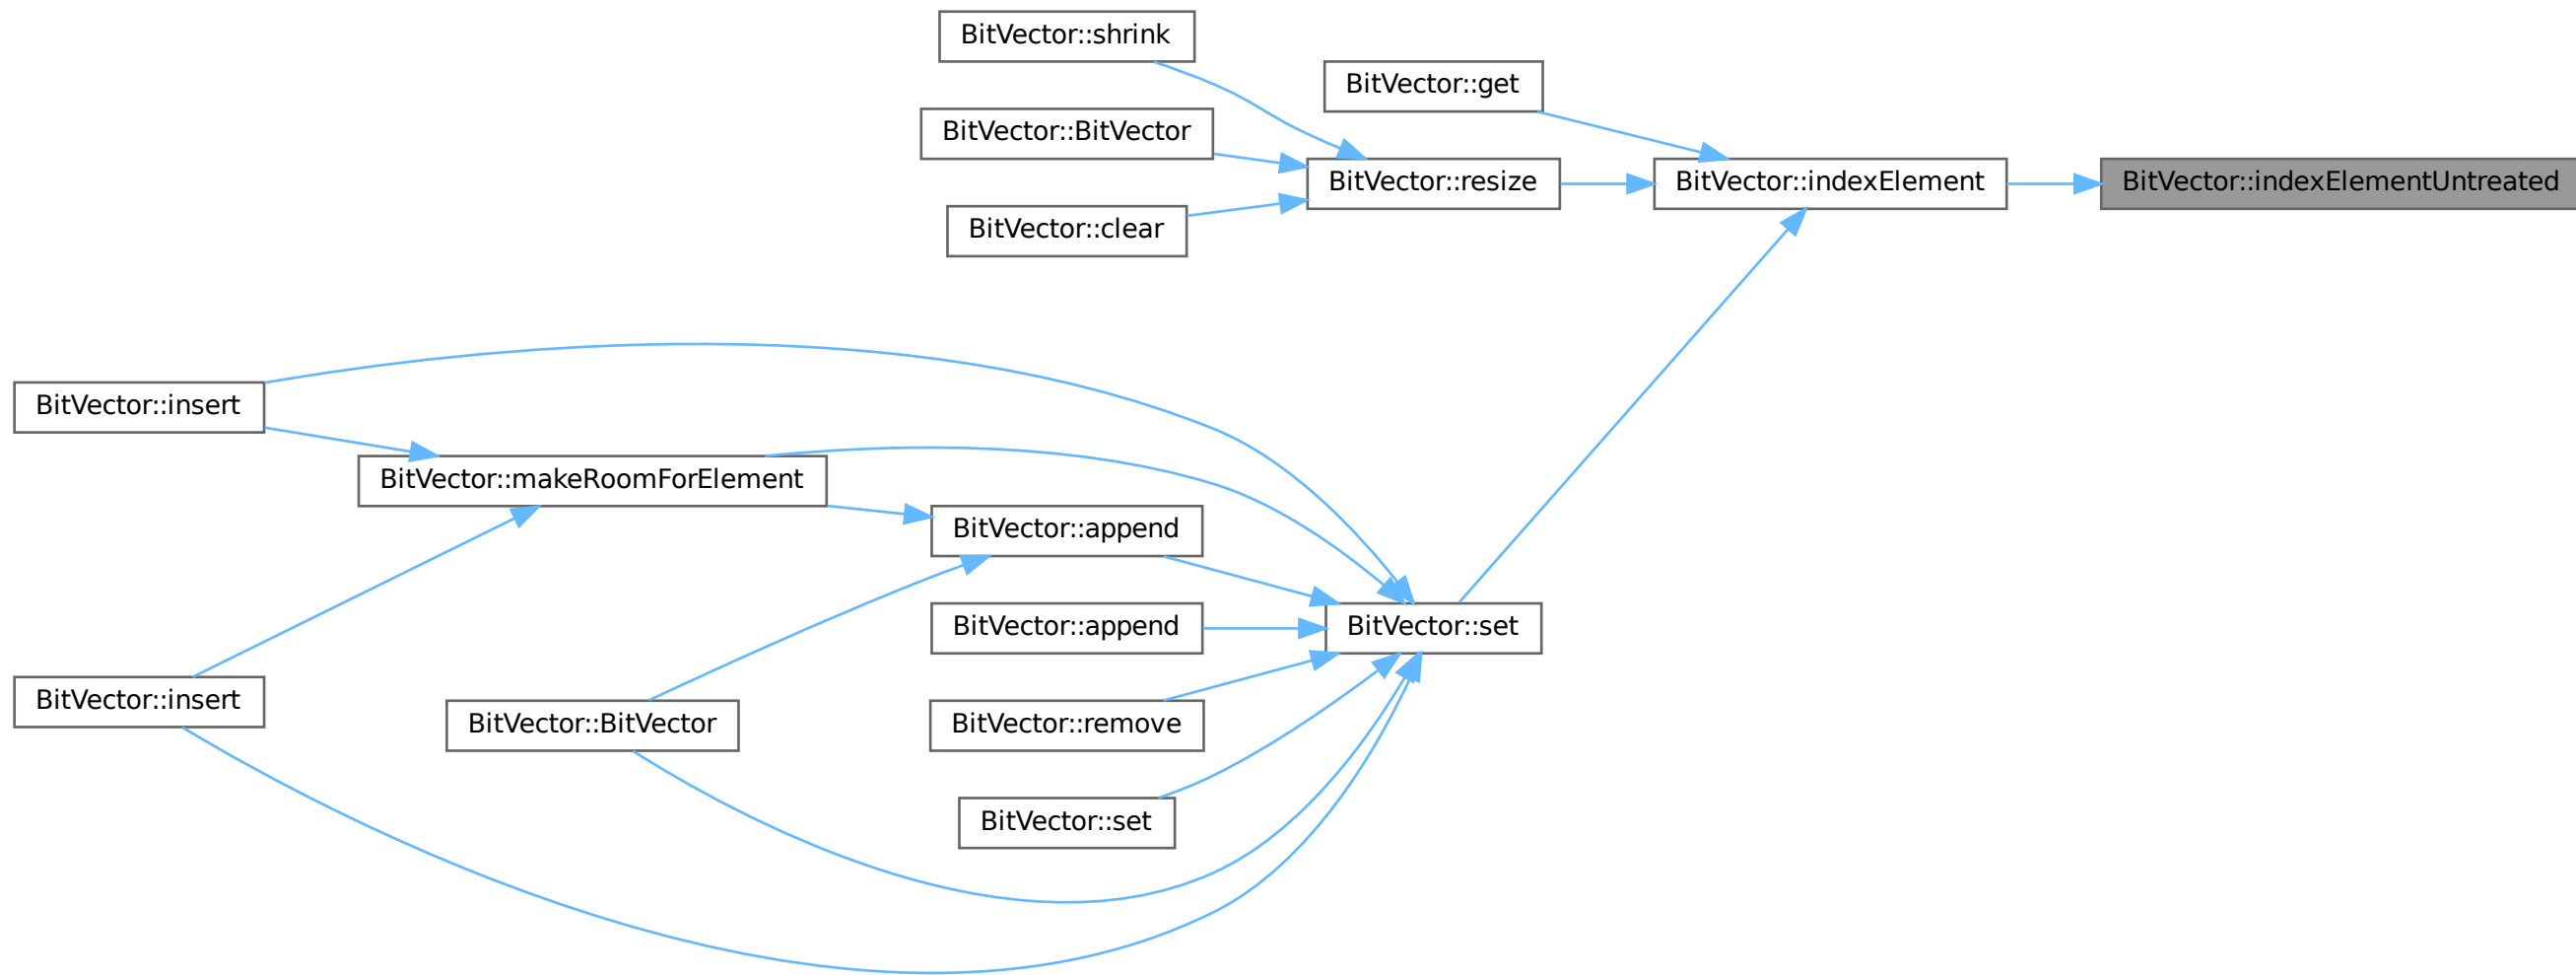 BitVector::shrink
BitVector::get
BitVector::BitVector
BitVector::resize
BitVector::indexElement
BitVector::indexElementUntreated
BitVector::clear
BitVector::insert
BitVector::makeRoomForElement
BitVector::append
BitVector::append
BitVector::set
BitVector::insert
BitVector::BitVector
BitVector::remove
BitVector::set